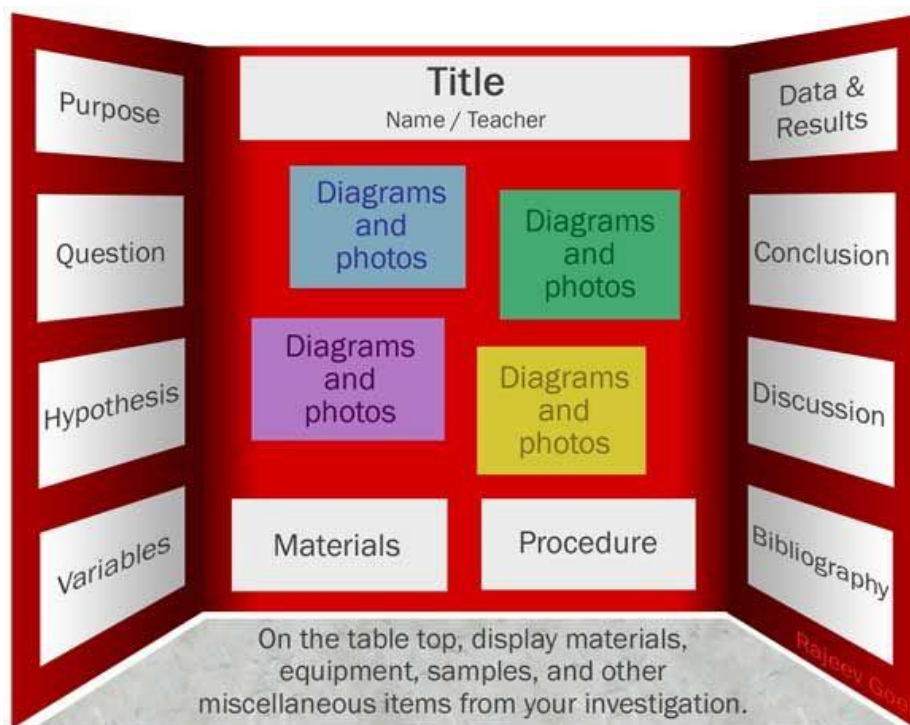 Title
Name / Teacher
Purpose
Question
Hypothesis
Variables
Diagrams
and
photos
Diagrams
and
photos
Diagrams
and
photos
Diagrams
and
photos
Materials
Procedure
Data &
Results
Conclusion
Discussion
Bibliography
On the table top, display materials,
equipment, samples, and other
miscellaneous items from your investigation.
Rajeev Goe